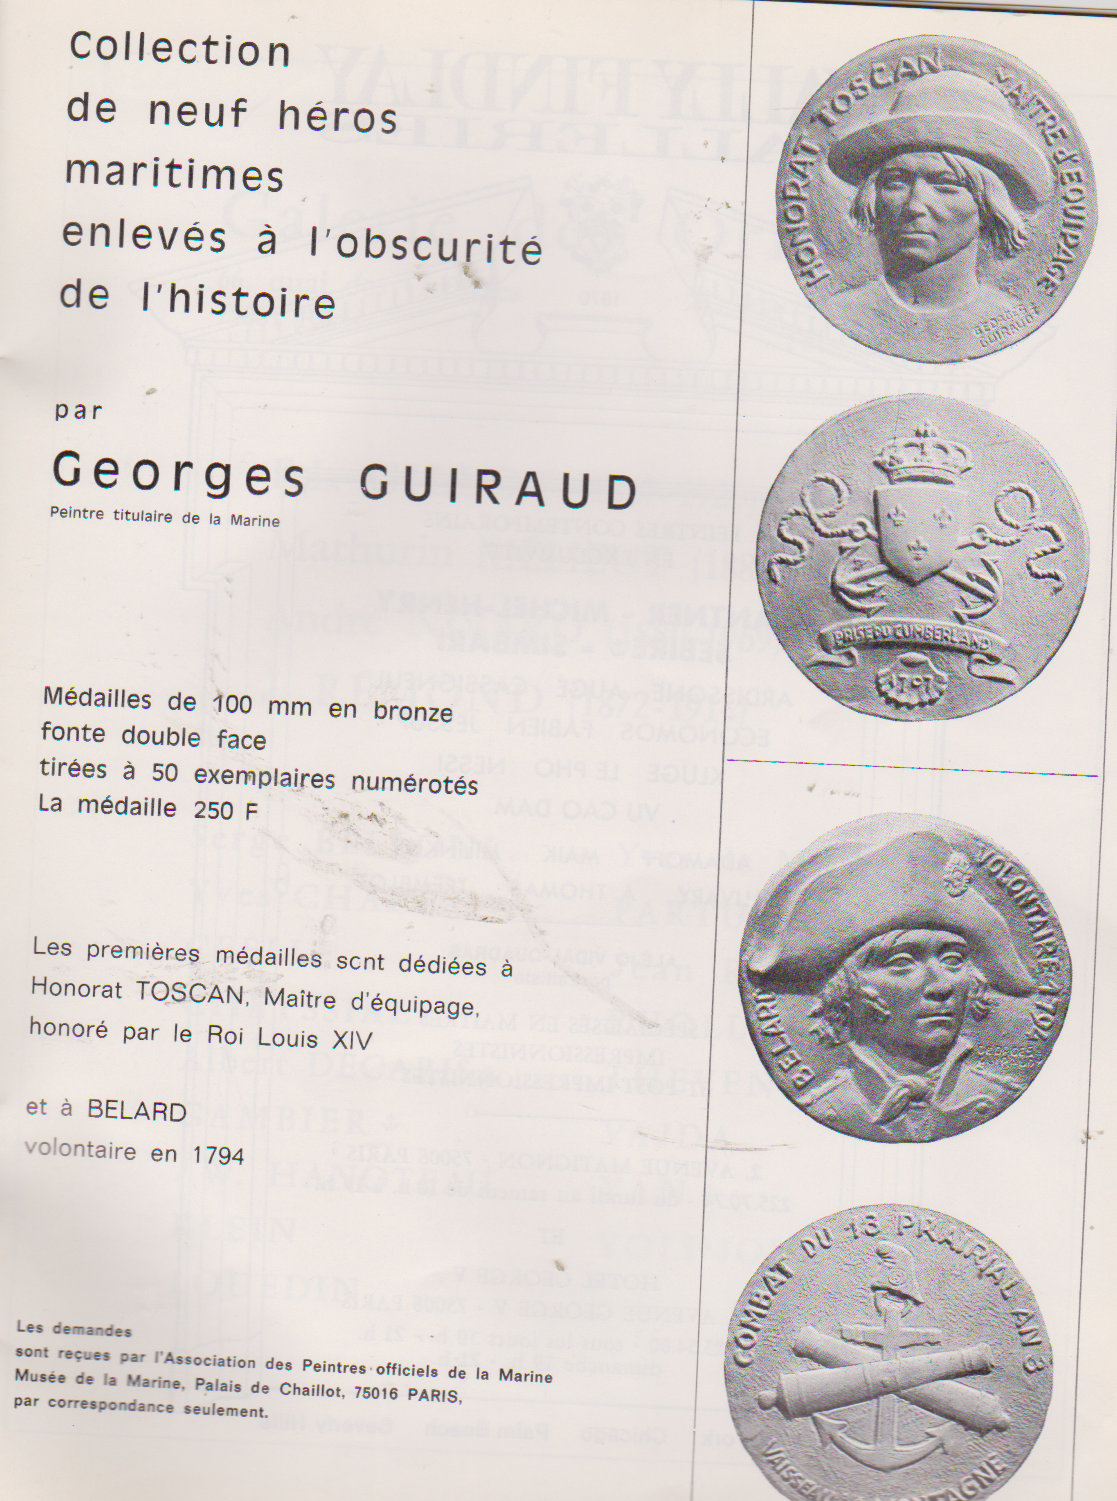 Collection
de neuf héros
maritimes
enlevés à l'obscurité
de l'histoire
par
Georges GUIRAUD
Peintre titulaire de la Marine
Médailles de 100 mm en bronze
fonte double face
tirées à 50 exemplaires numérotés
La médaille 250 F
Les premières médailles sont dédiées à
Honorat TOSCAN, Maître d'équipage,
honoré par le Roi Louis XIV
et à BELARD
volontaire en 1794
Les demandes
sont reçues par l'Association des Peintres officiels de la Marine
Musée de la Marine, Palais de Chaillot, 75016 PARIS,
par correspondance seulement.
HONORAT TOSCAN MAITRE d'EQUIPAGE
GEORGES
GUIRAUD
PRISE DU CUMBERLAND
BELARD VOLONTAIRE 1794
GEORGES
COMBAT DU 13 PRAIRIAL AN 3